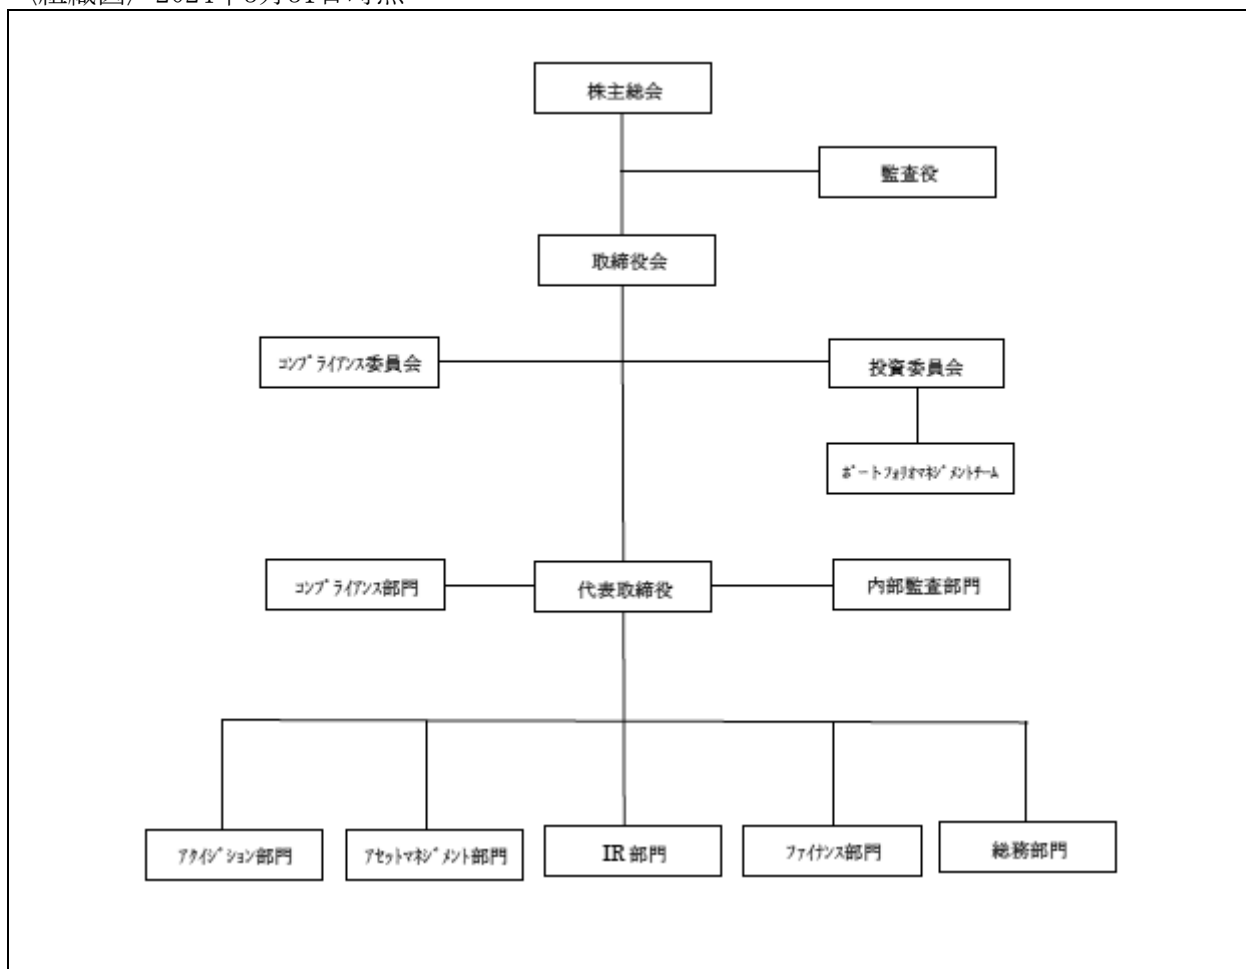 (組織図)
株主総会
監査役
取締役会
ｺﾝﾌﾟﾗｲｱﾝｽ委員会
投資委員会
ﾎﾟｰﾄﾌｫﾘｵﾏﾈｼﾞﾒﾝﾄﾁｰﾑ
ｺﾝﾌﾟﾗｲｱﾝｽ部門
代表取締役
内部監査部門
ｱｸｲｼﾞｼｮﾝ部門
ｱｾｯﾄﾏﾈｼﾞﾒﾝﾄ部門
IR部門
ﾌｧｲﾅﾝｽ部門
総務部門